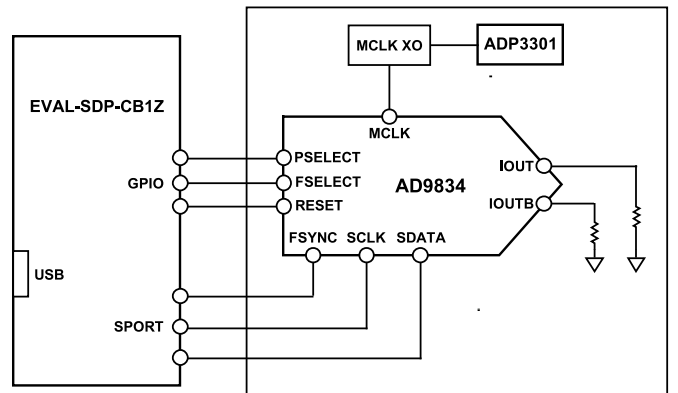 MCLK XO
ADP3301
EVAL-SDP-CB1Z
MCLK
PSELECT
IOUT
GPIO
FSELECT
AD9834
RESET
IOUTB
FSYNC
SCLK
SDATA
USB
SPORT